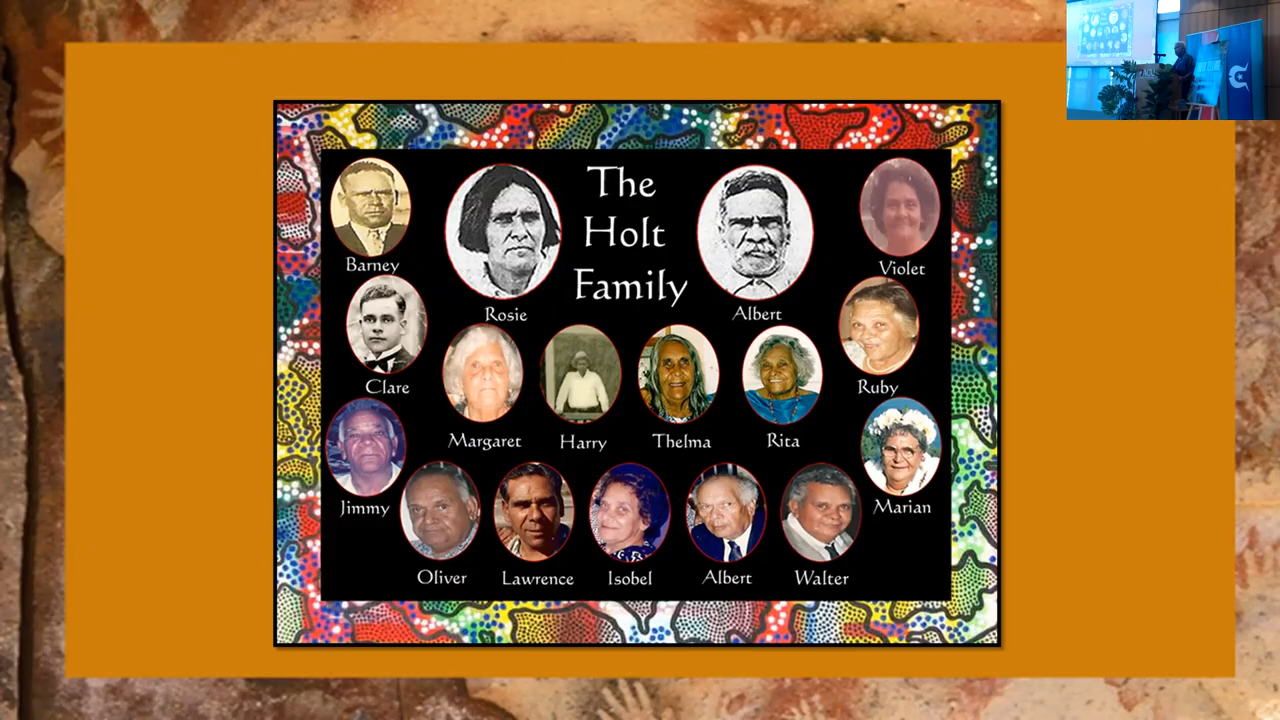 The
Holt
Family
Barney
Rosie
Albert
Violet
Clare
Ruby
Margaret
Harry
Thelma
Rita
Jimmy
Marian
Oliver
Lawrence
Isobel
Albert
Walter